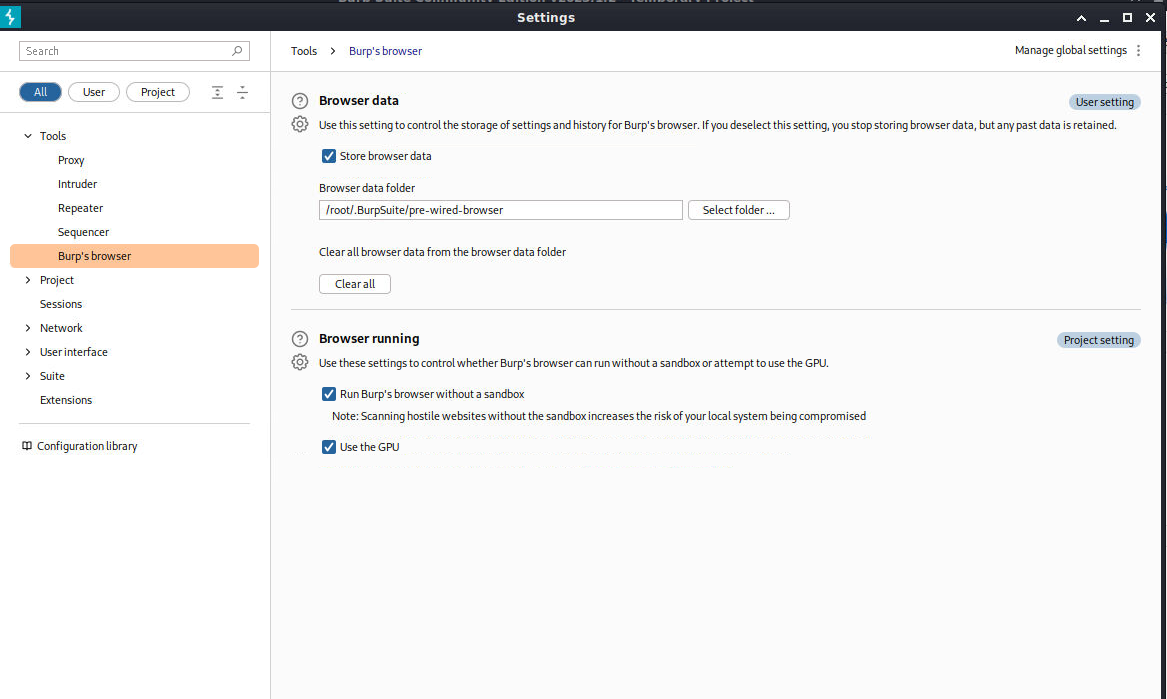 Settings
Search
Tools
Burp's browser
Manage global settings
All
User
Project
Tools
Proxy
Intruder
Repeater
Sequencer
Burp's browser
Project
Sessions
Network
User interface
Suite
Extensions
Configuration library
Browser data
User setting
Use this setting to control the storage of settings and history for Burp's browser. If you deselect this setting, you stop storing browser data, but any past data is retained.
Store browser data
Browser data folder
/root/.BurpSuite/pre-wired-browser
Select folder ...
Clear all browser data from the browser data folder
Clear all
Browser running
Project setting
Use these settings to control whether Burp's browser can run without a sandbox or attempt to use the GPU.
Run Burp's browser without a sandbox
Note: Scanning hostile websites without the sandbox increases the risk of your local system being compromised
Use the GPU